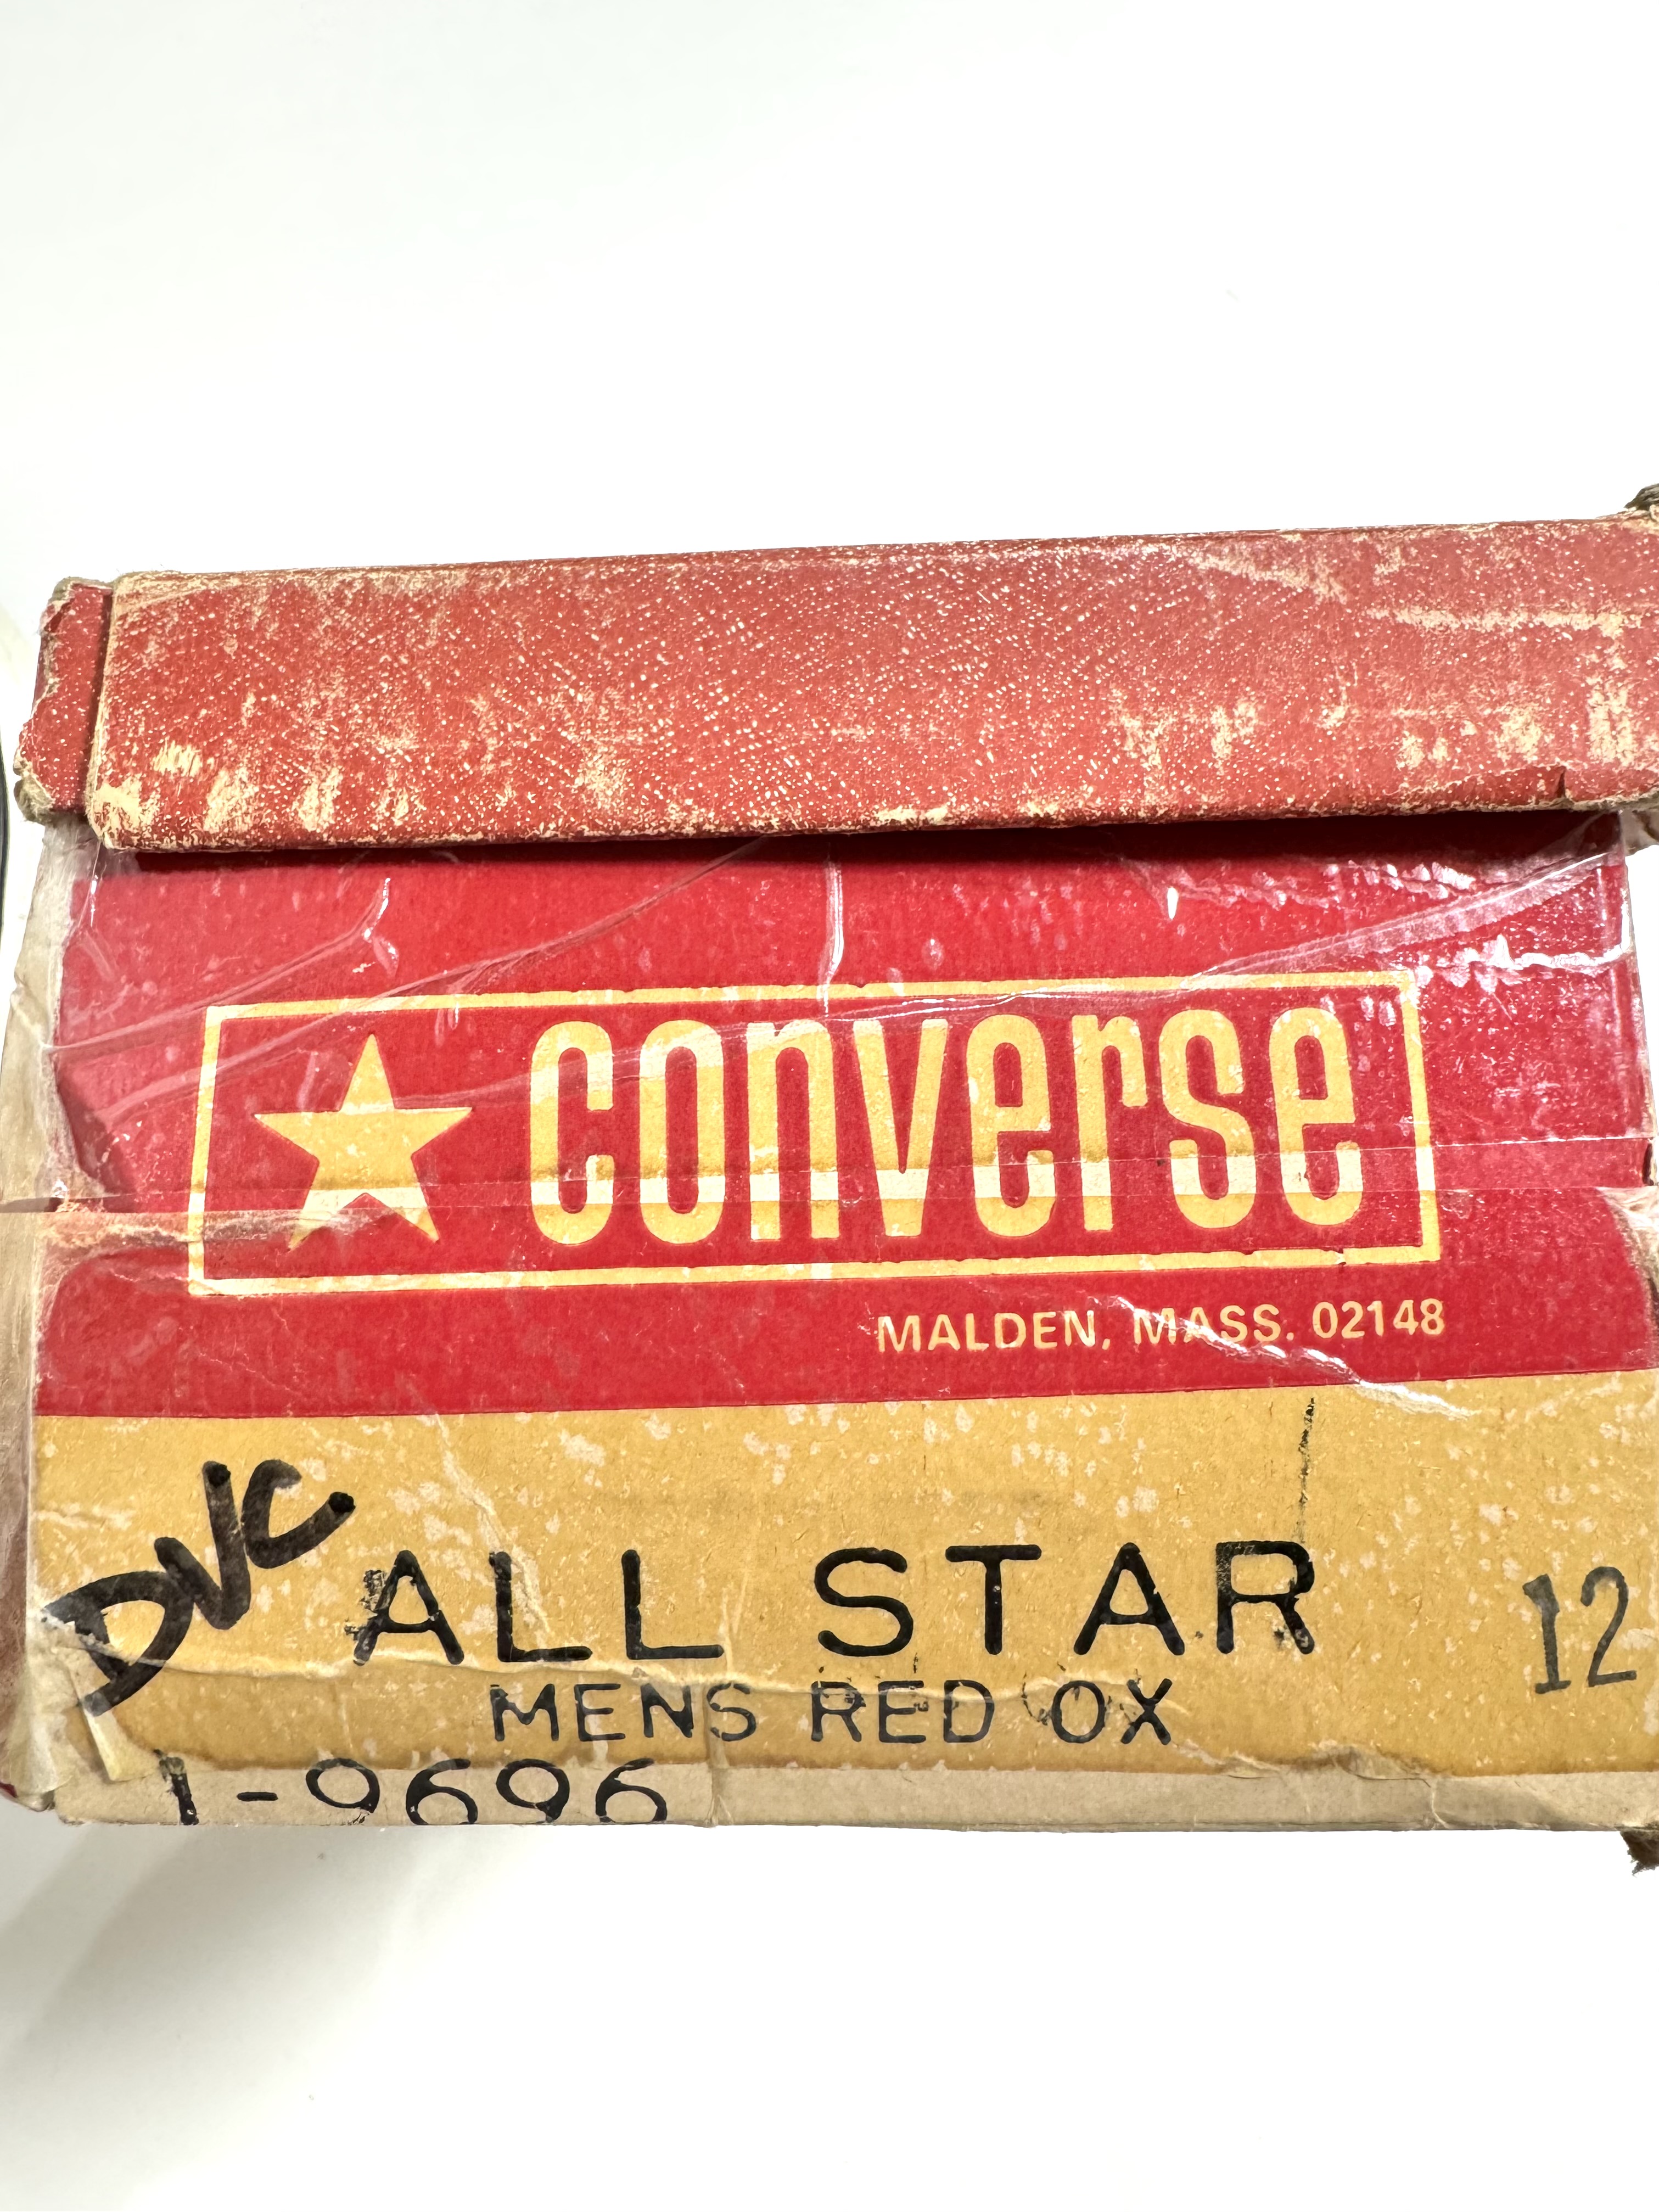 converse
MALDEN, MASS. 02148
DVC
ALL STAR 12
MENS RED OX
1-9696